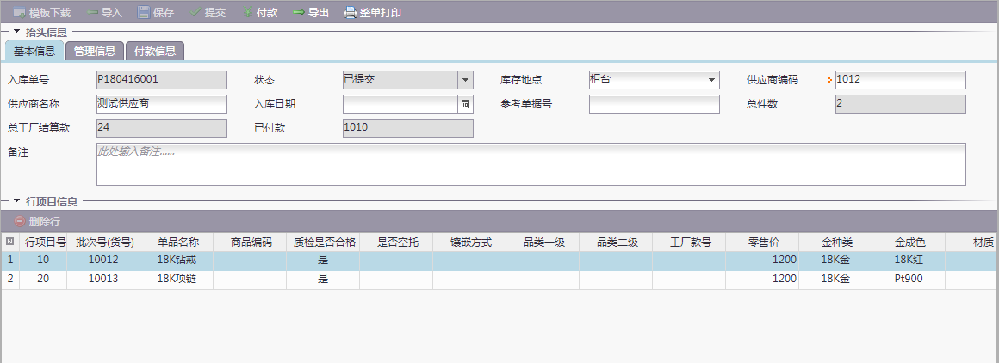 模板下载 导入 保存 提交 付款 导出 整单打印
抬头信息
基本信息 管理信息 付款信息
入库单号 P180416001 状态 已提交 库存地点 柜台 供应商编码 1012
供应商名称 测试供应商 入库日期 参考单据号 总件数 2
总工厂结算款 24 已付款 1010
备注 此处输入备注......
行项目信息
删除行
N 行项目号 批次号(货号) 单品名称 商品编码 质检是否合格 是否空托 镶嵌方式 品类一级 品类二级 工厂款号 零售价 金种类 金成色 材质
1 10 10012 18K钻戒 是 1200 18K金 18K红
2 20 10013 18K项链 是 1200 18K金 Pt900